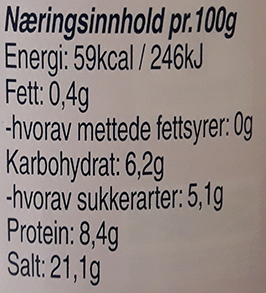 Næringsinnhold pr.100g
Energi: 59kcal / 246kJ
Fett: 0,4g
-hvorav mettede fettsyrer: 0g
Karbohydrat: 6,2g
-hvorav sukkerarter: 5,1g
Protein: 8,4g
Salt: 21,1g